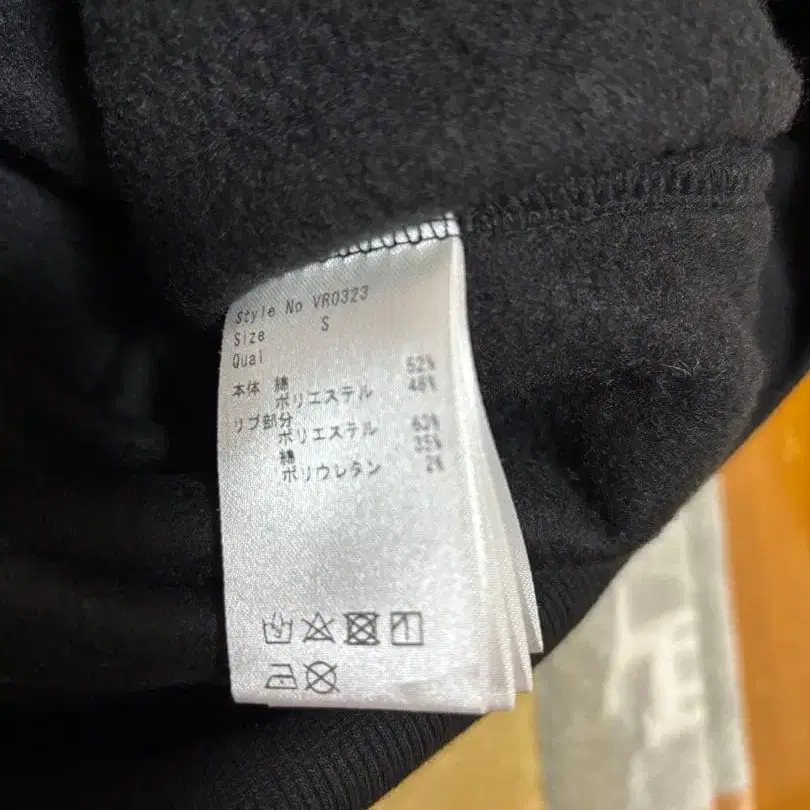 Style No VR0323
Size S
Qual
本体 綿 52%
ポリエステル 48%
リブ部分
ポリエステル 63%
綿 35%
ポリウレタン 2%